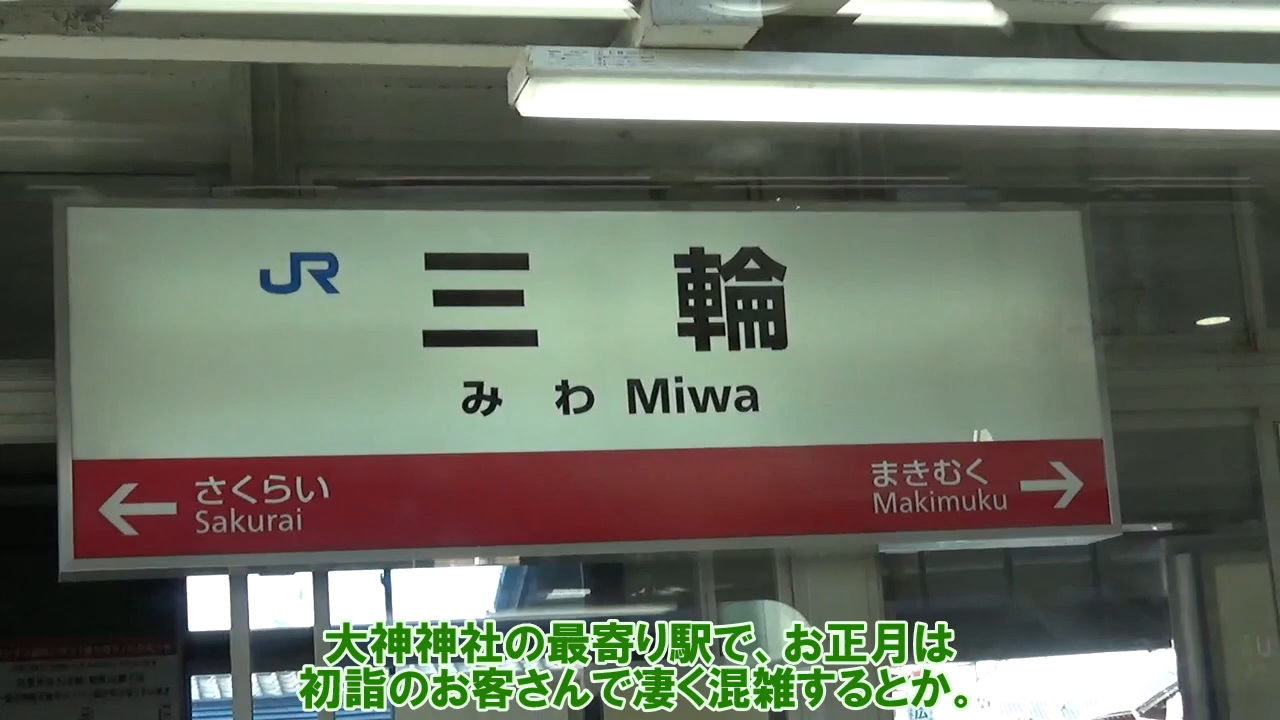 JR 三輪
みわ Miwa
さくらい
Sakurai
まきむく
Makimuku
大神神社の最寄り駅で、お正月は
初詣のお客さんで凄く混雑するとか。